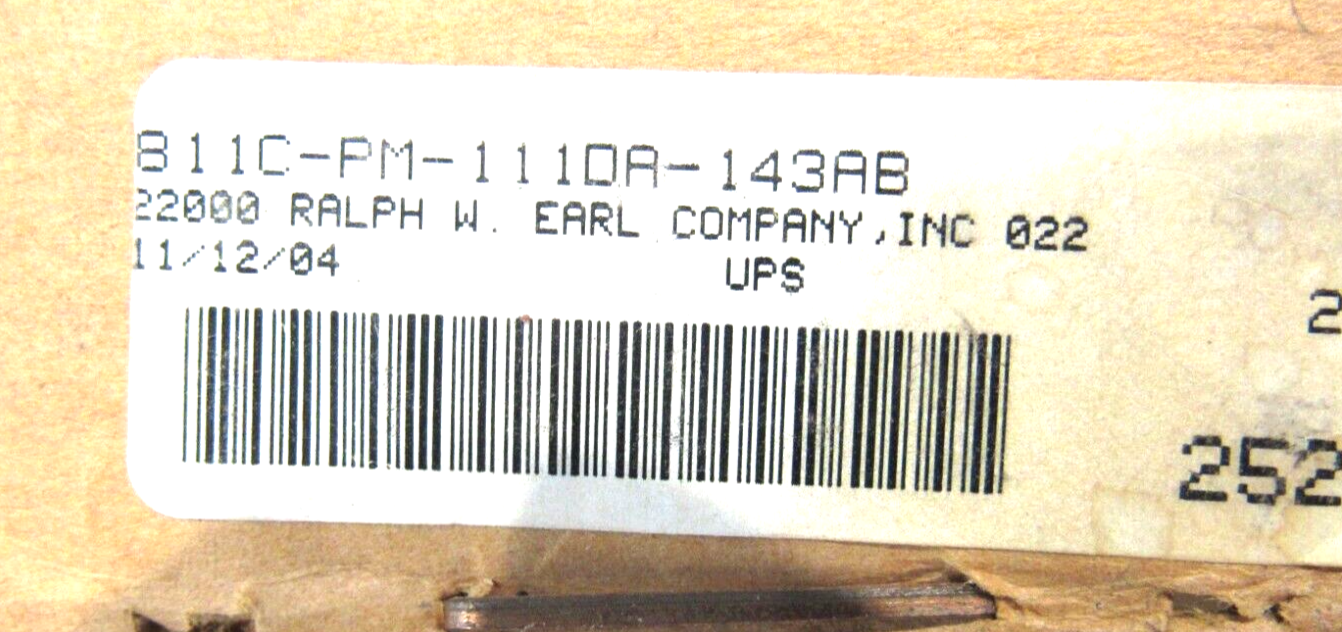 811C-PM-111DA-143AB
22000 RALPH W. EARL COMPANY,INC 022
11/12/04 UPS
2
252